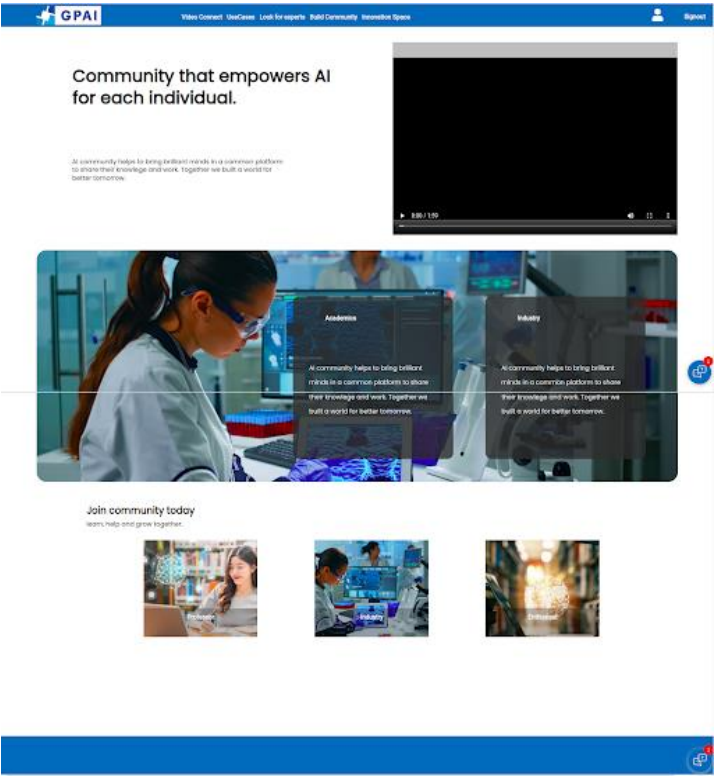 GPAI
Video Connect UseCases Look for experts Build Community Innovation Space
Signout
Community that empowers AI
for each individual.
AI community helps to bring brilliant minds in a common platform
to share their knowlege and work. Together we built a world for
better tomorrow.
0:00 / 1:59
Academics
AI community helps to bring brilliant
minds in a common platform to share
their knowlege and work. Together we
built a world for better tomorrow.
Industry
AI community helps to bring brilliant
minds in a common platform to share
their knowlege and work. Together we
built a world for better tomorrow.
Join community today
learn, help and grow together.
Industry